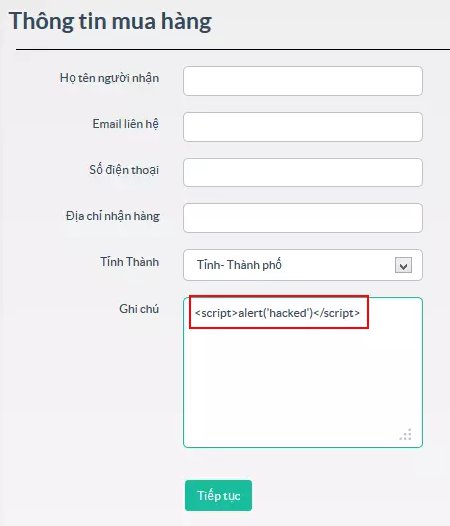 Thông tin mua hàng
Họ tên người nhận
Email liên hệ
Số điện thoại
Địa chỉ nhận hàng
Tỉnh Thành
Tỉnh- Thành phố
Ghi chú
<script>alert('hacked')</script>
Tiếp tục